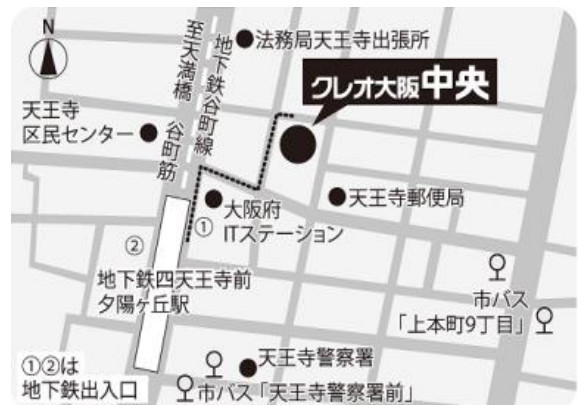 N
法務局天王寺出張所
地下鉄谷町線
至天満橋
クレオ大阪中央
天王寺
区民センター
谷町筋
大阪府
ITステーション
天王寺郵便局
①
②
地下鉄四天王寺前
夕陽ヶ丘駅
市バス
「上本町9丁目」
天王寺警察署
①②は
地下鉄出入口
市バス「天王寺警察署前」